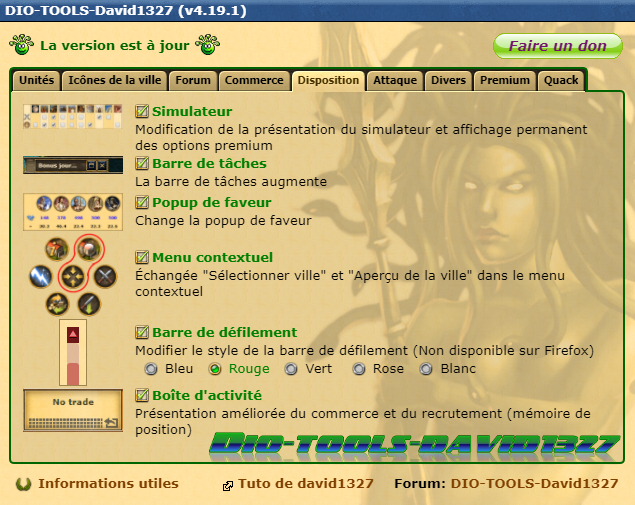 DIO-TOOLS-David1327 (v4.19.1)
La version est à jour
Faire un don
Unités Icônes de la ville Forum Commerce Disposition Attaque Divers Premium Quack
Simulateur
Modification de la présentation du simulateur et affichage permanent
des options premium
Bonus jour...
Barre de tâches
La barre de tâches augmente
Popup de faveur
Change la popup de faveur
Menu contextuel
Échangée "Sélectionner ville" et "Aperçu de la ville" dans le menu
contextuel
Barre de défilement
Modifier le style de la barre de défilement (Non disponible sur Firefox)
Bleu Rouge Vert Rose Blanc
No trade
Boîte d'activité
Présentation améliorée du commerce et du recrutement (mémoire de
position)
Dio-tools-david1327
Informations utiles
Tuto de david1327
Forum: DIO-TOOLS-David1327